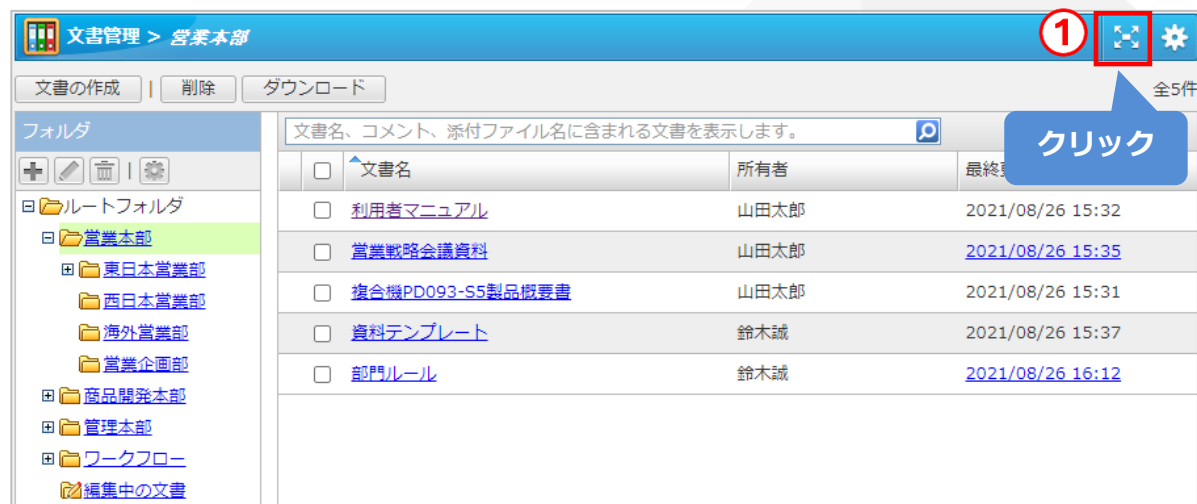 文書管理 > 営業本部
①
文書の作成 | 削除 ダウンロード 全5件
クリック
フォルダ
文書名、コメント、添付ファイル名に含まれる文書を表示します。
文書名 所有者 最終
ルートフォルダ
利用者マニュアル 山田太郎 2021/08/26 15:32
営業本部
営業戦略会議資料 山田太郎 2021/08/26 15:35
東日本営業部
複合機PD093-S5製品概要書 山田太郎 2021/08/26 15:31
西日本営業部
海外営業部
資料テンプレート 鈴木誠 2021/08/26 15:37
営業企画部
部門ルール 鈴木誠 2021/08/26 16:12
商品開発本部
管理本部
ワークフロー
編集中の文書